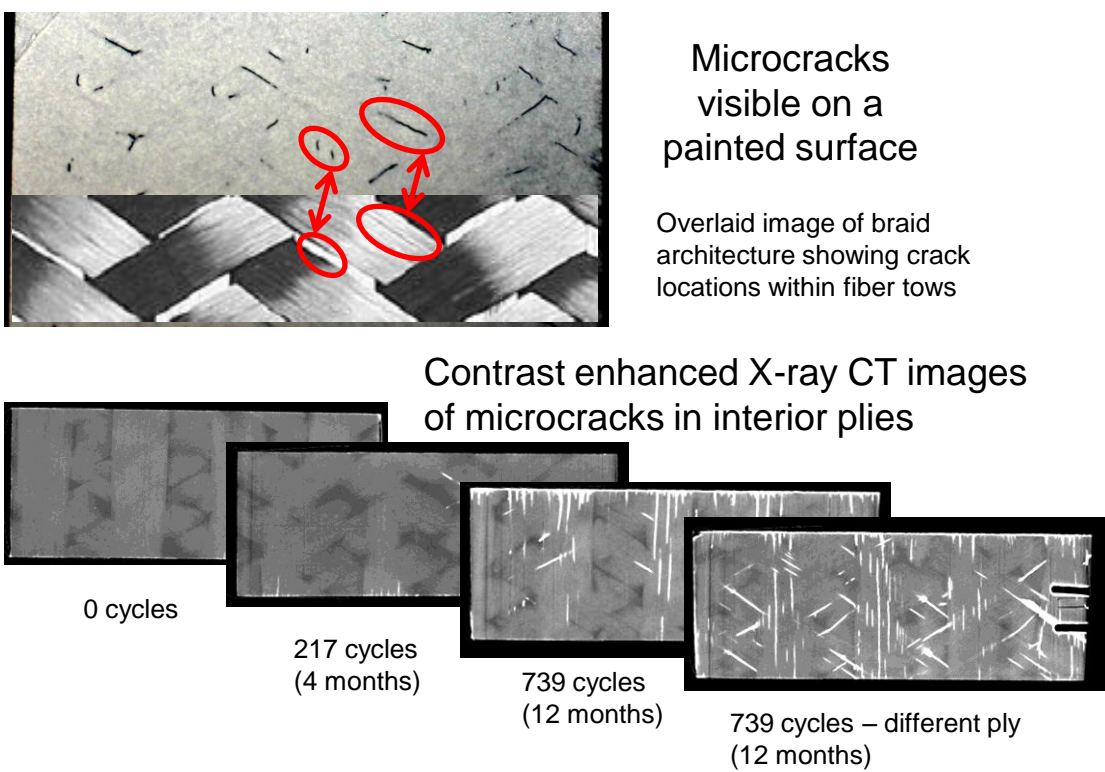 Microcracks
visible on a
painted surface
Overlaid image of braid
architecture showing crack
locations within fiber tows
Contrast enhanced X-ray CT images
of microcracks in interior plies
0 cycles
217 cycles
(4 months)
739 cycles
(12 months)
739 cycles – different ply
(12 months)